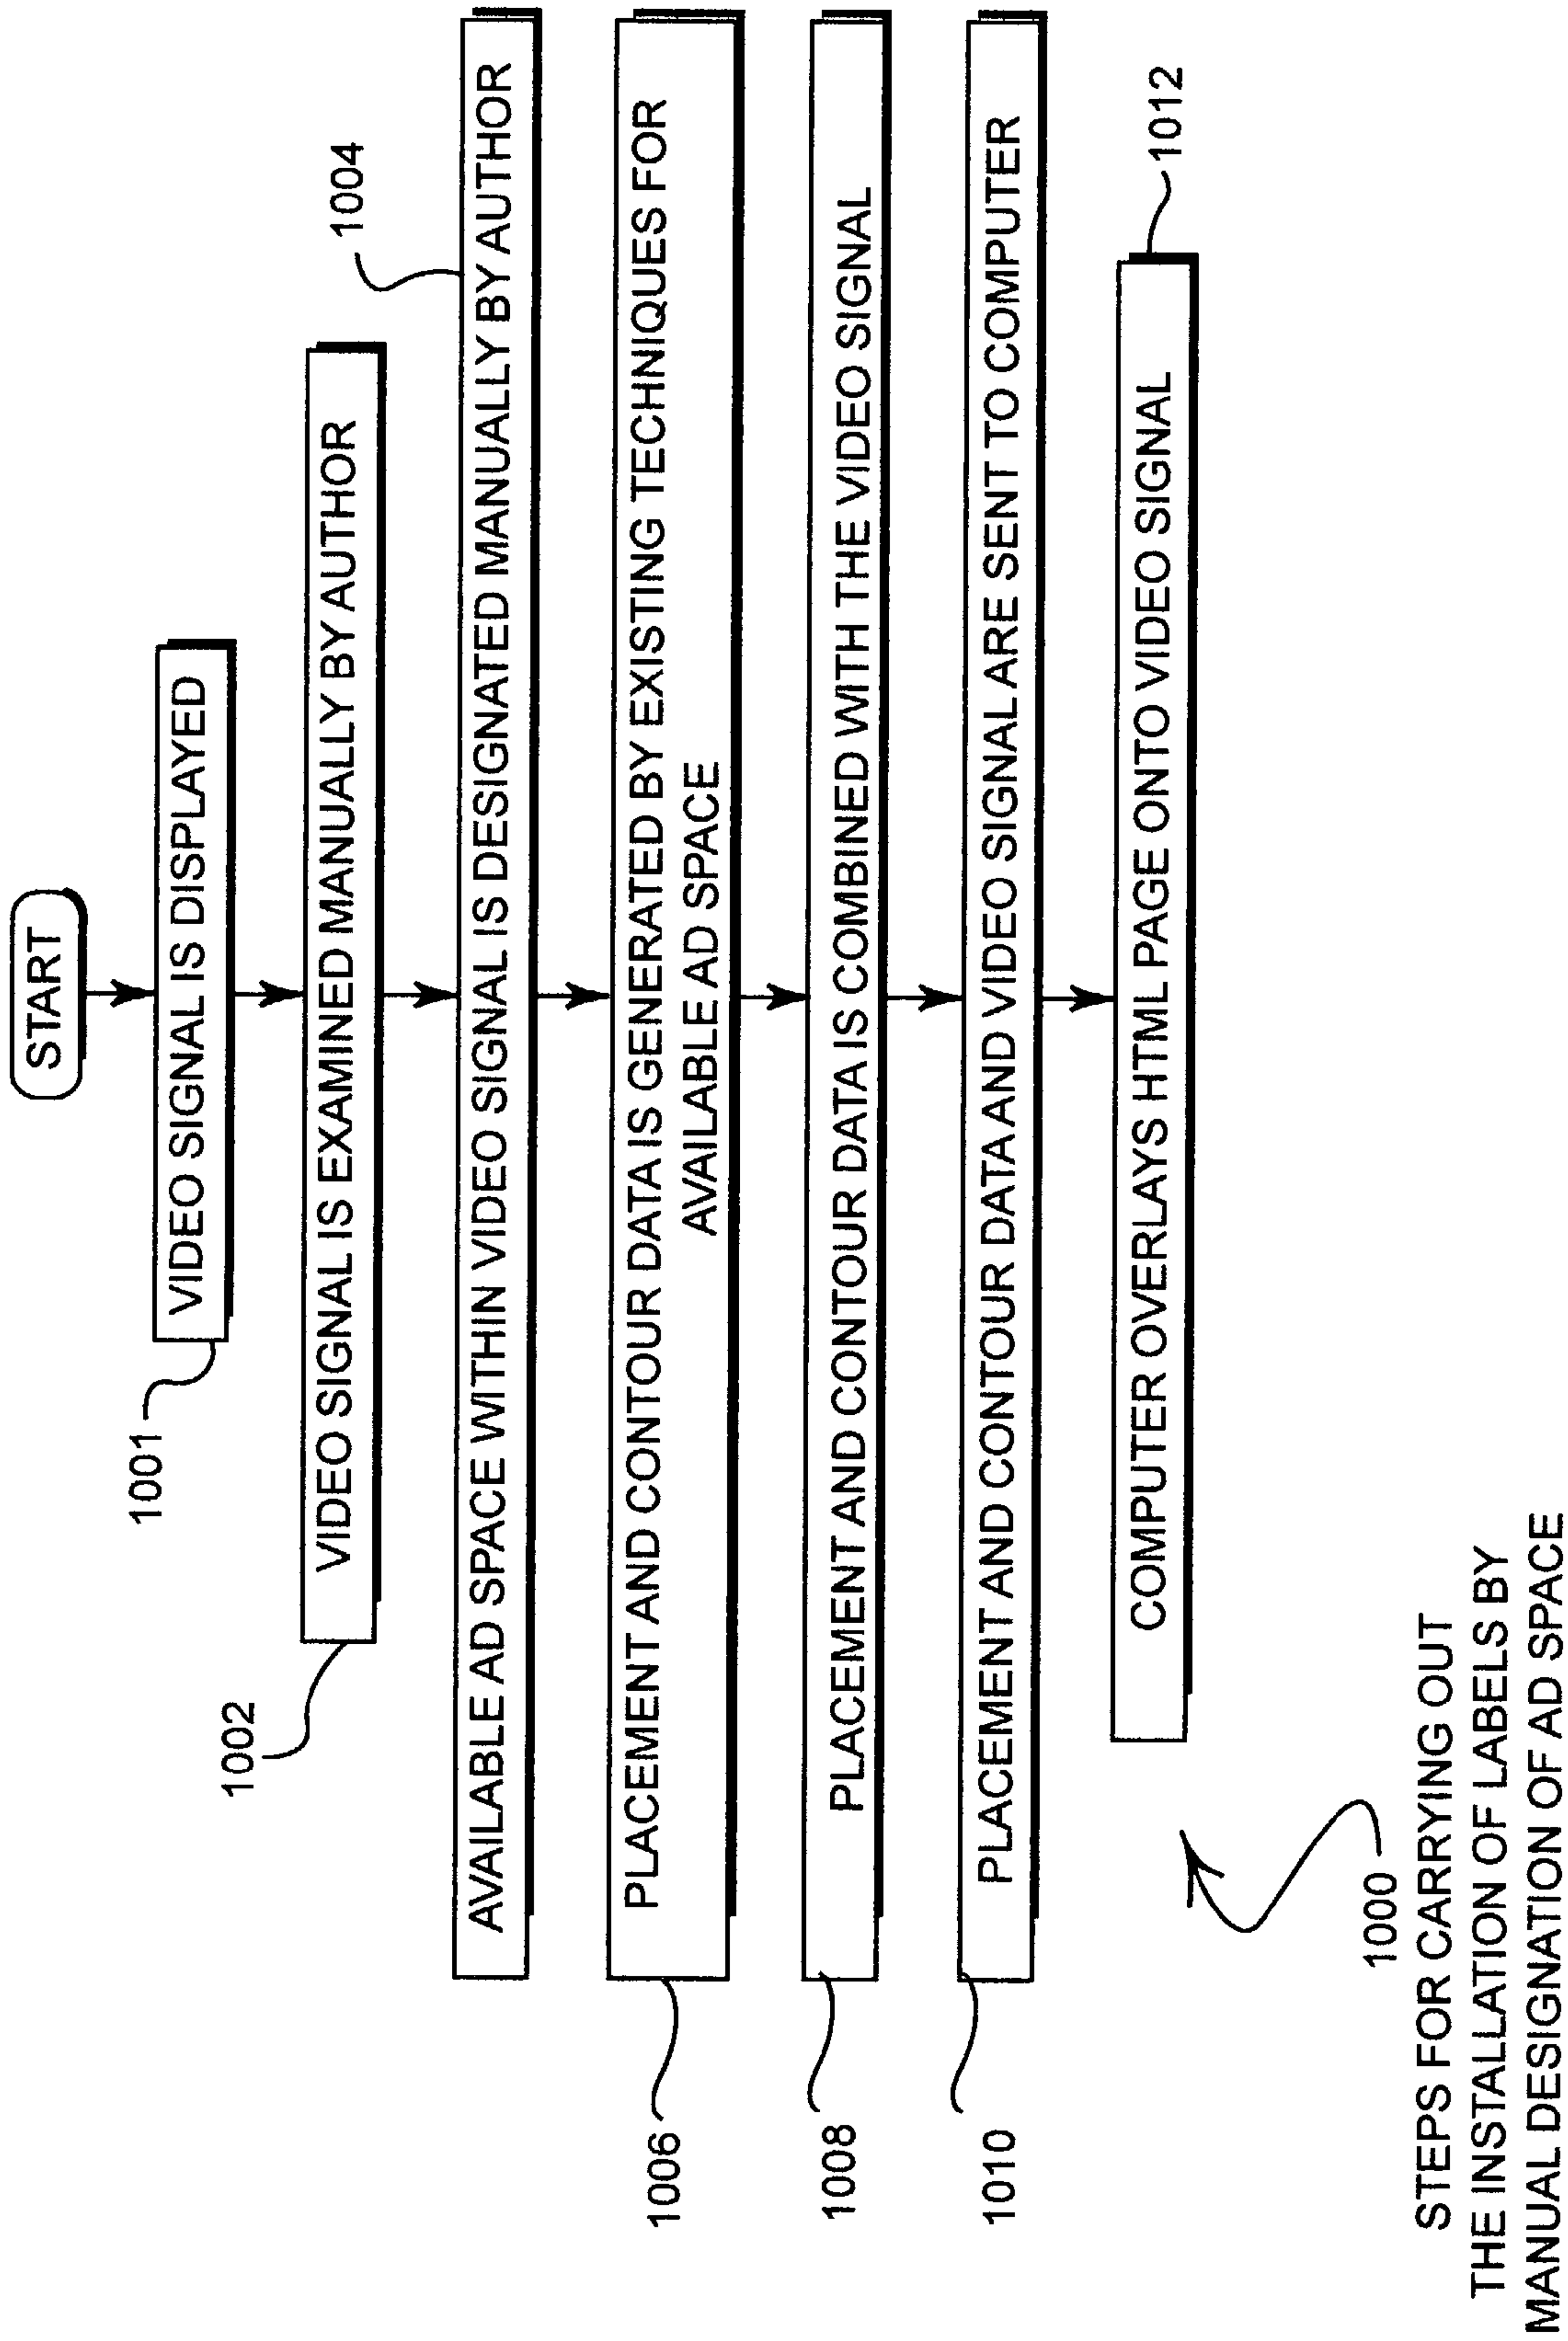 START
1001
VIDEO SIGNAL IS DISPLAYED
1002
VIDEO SIGNAL IS EXAMINED MANUALLY BY AUTHOR
1004
AVAILABLE AD SPACE WITHIN VIDEO SIGNAL IS DESIGNATED MANUALLY BY AUTHOR
1006
PLACEMENT AND CONTOUR DATA IS GENERATED BY EXISTING TECHNIQUES FOR
AVAILABLE AD SPACE
1008
PLACEMENT AND CONTOUR DATA IS COMBINED WITH THE VIDEO SIGNAL
1010
PLACEMENT AND CONTOUR DATA AND VIDEO SIGNAL ARE SENT TO COMPUTER
1012
COMPUTER OVERLAYS HTML PAGE ONTO VIDEO SIGNAL
1000
STEPS FOR CARRYING OUT
THE INSTALLATION OF LABELS BY
MANUAL DESIGNATION OF AD SPACE